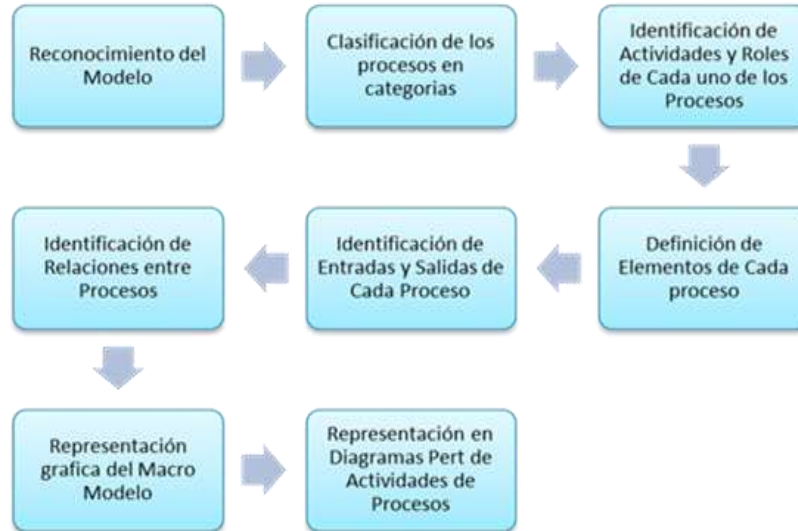 Reconocimiento del
Modelo
Clasificación de los
procesos en
categorias
Identificación de
Actividades y Roles
de Cada uno de los
Procesos
Definición de
Elementos de Cada
proceso
Identificación de
Entradas y Salidas de
Cada Proceso
Identificación de
Relaciones entre
Procesos
Representación
grafica del Macro
Modelo
Representación en
Diagramas Pert de
Actividades de
Procesos